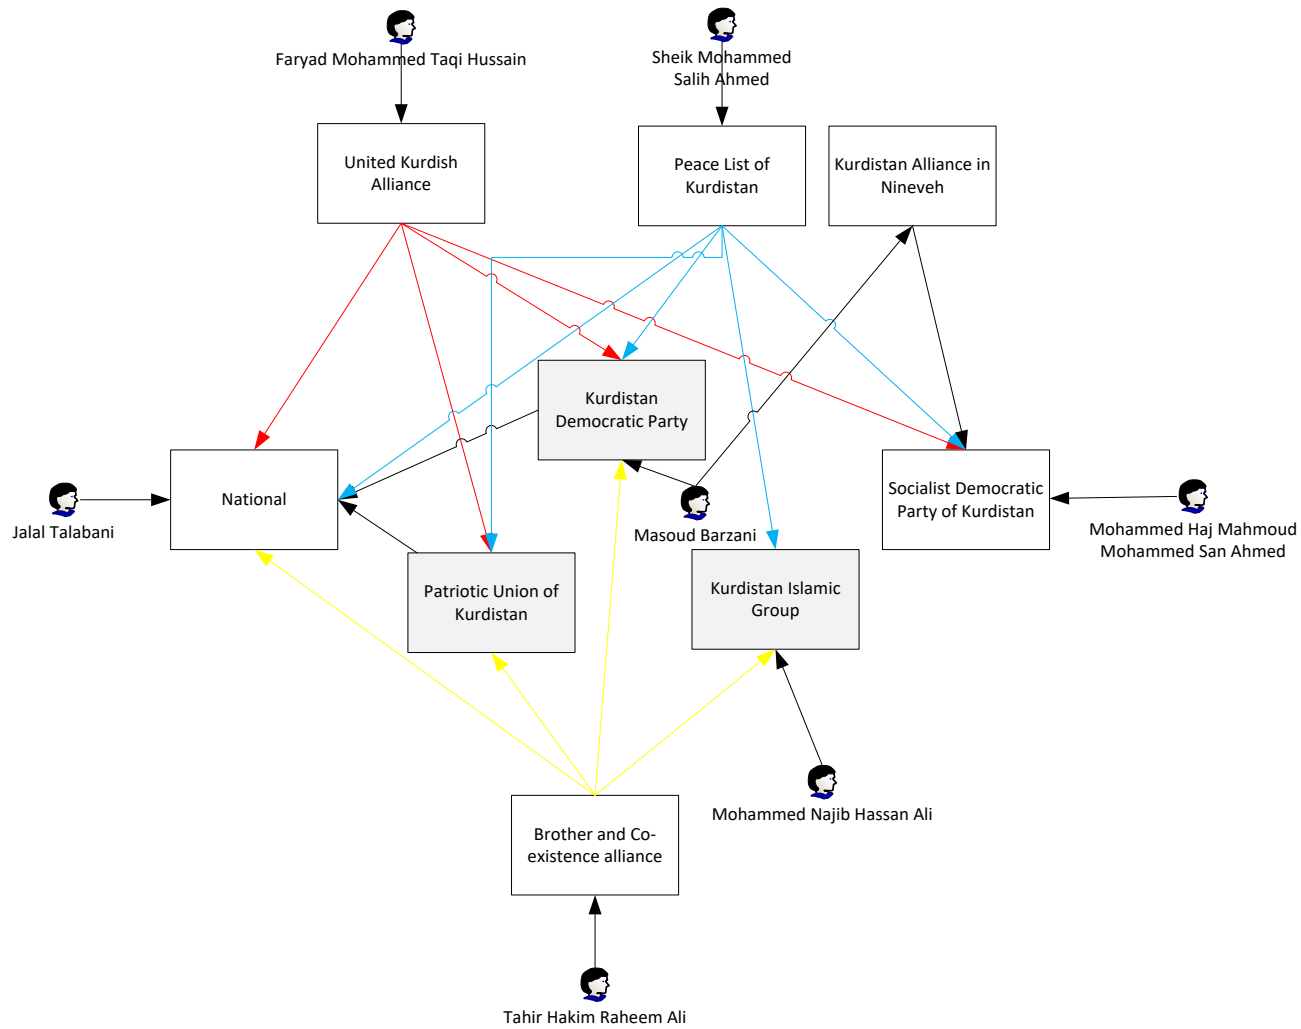 Faryad Mohammed Taqi Hussain
Sheik Mohammed
Salih Ahmed
United Kurdish
Alliance
Peace List of
Kurdistan
Kurdistan Alliance in
Nineveh
Kurdistan
Democratic Party
National
Jalal Talabani
Masoud Barzani
Socialist Democratic
Party of Kurdistan
Mohammed Haj Mahmoud
Mohammed San Ahmed
Patriotic Union of
Kurdistan
Kurdistan Islamic
Group
Mohammed Najib Hassan Ali
Brother and Co-
existence alliance
Tahir Hakim Raheem Ali